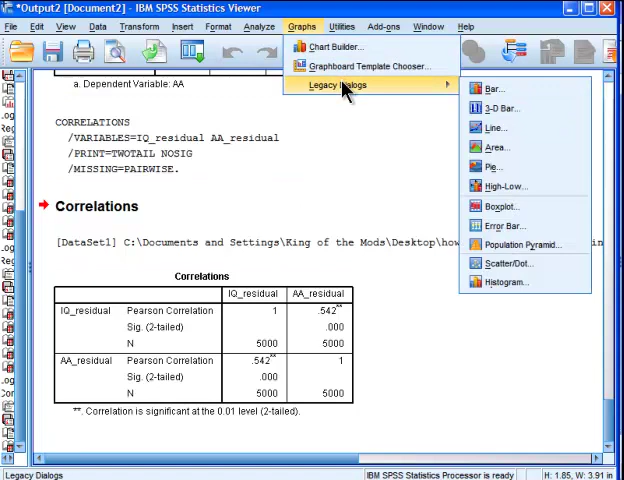 *Output2 [Document2] - IBM SPSS Statistics Viewer
File Edit View Data Transform Insert Format Analyze Graphs Utilities Add-ons Window Help
Chart Builder...
Graphboard Template Chooser...
Legacy Dialogs
Bar...
3-D Bar...
Line...
Area...
Pie...
High-Low...
Boxplot...
Error Bar...
Population Pyramid...
Scatter/Dot...
Histogram...
a. Dependent Variable: AA
CORRELATIONS
/VARIABLES=IQ_residual AA_residual
/PRINT=TWOTAIL NOSIG
/MISSING=PAIRWISE.
Correlations
[DataSet1] C:\Documents and Settings\King of the Mods\Desktop\how
Correlations
IQ_residual AA_residual
IQ_residual Pearson Correlation 1 .542**
Sig. (2-tailed) .000
N 5000 5000
AA_residual Pearson Correlation .542** 1
Sig. (2-tailed) .000
N 5000 5000
**. Correlation is significant at the 0.01 level (2-tailed).
Legacy Dialogs IBM SPSS Statistics Processor is ready H: 1.85, W: 3.23 in